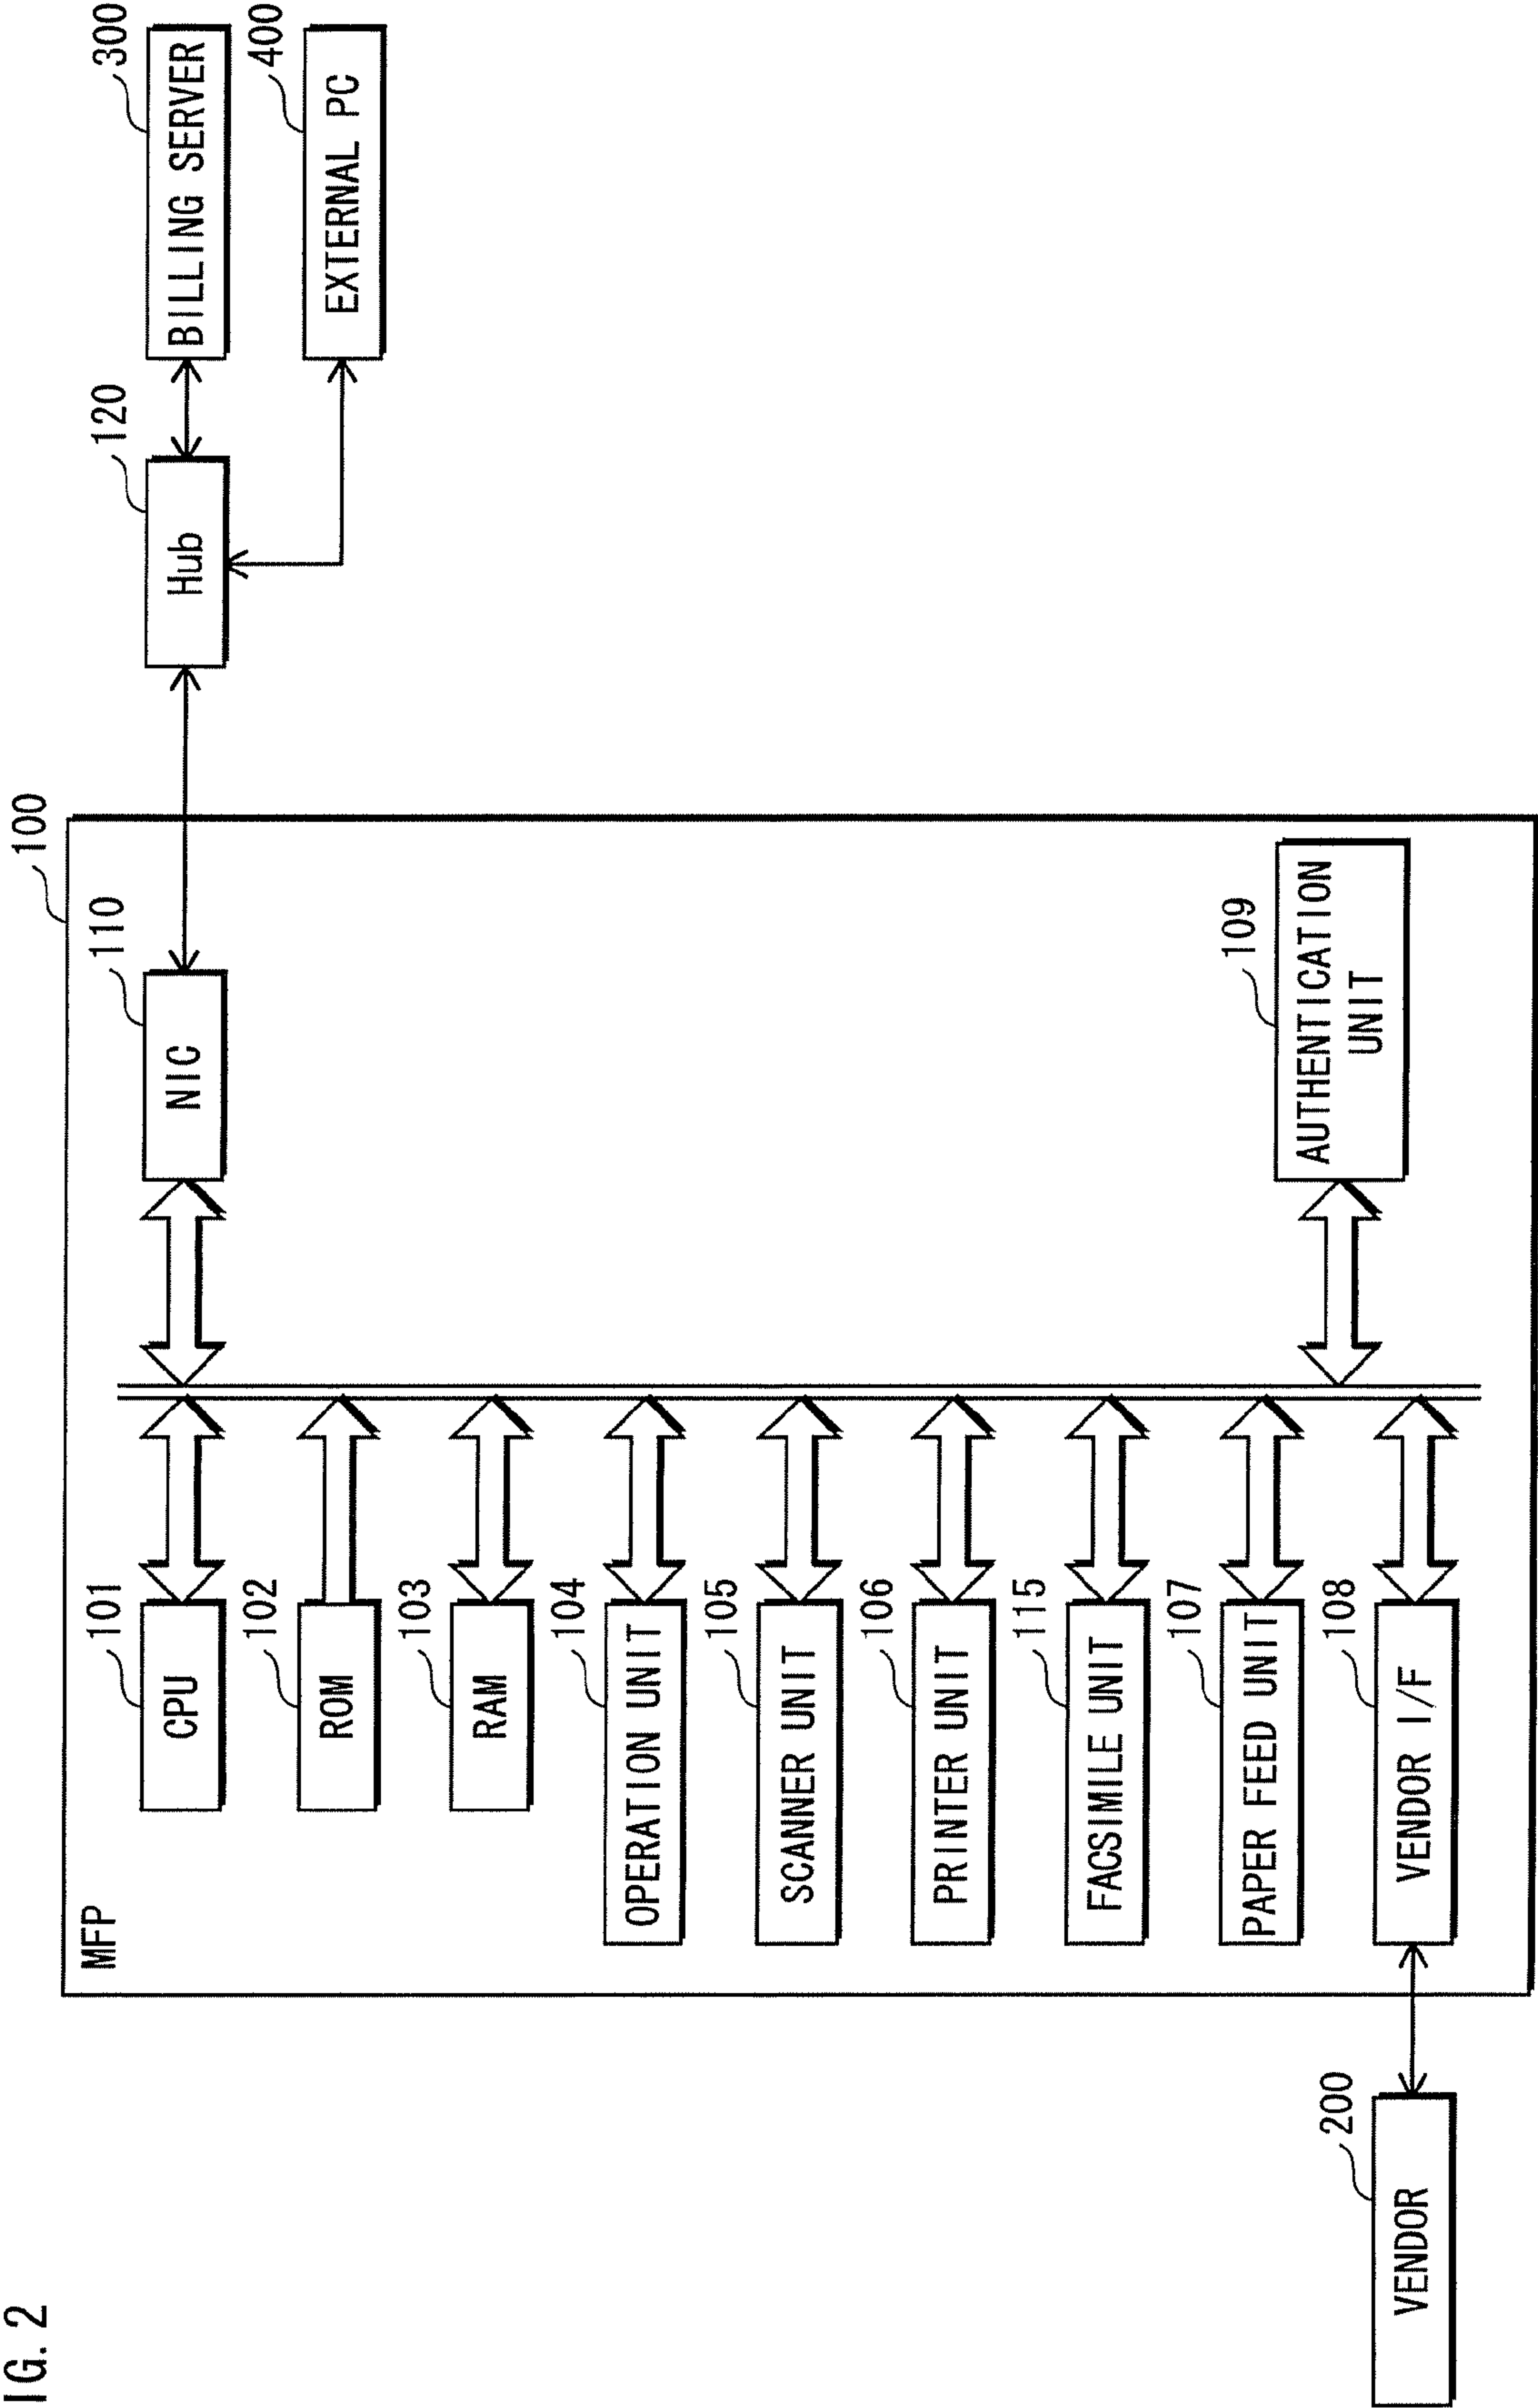 IG. 2
100
MFP
101
CPU
102
ROM
103
RAM
104
OPERATION UNIT
105
SCANNER UNIT
106
PRINTER UNIT
115
FACSIMILE UNIT
107
PAPER FEED UNIT
108
VENDOR I/F
200
VENDOR
110
NIC
109
AUTHENTICATION
UNIT
120
Hub
300
BILLING SERVER
400
EXTERNAL PC